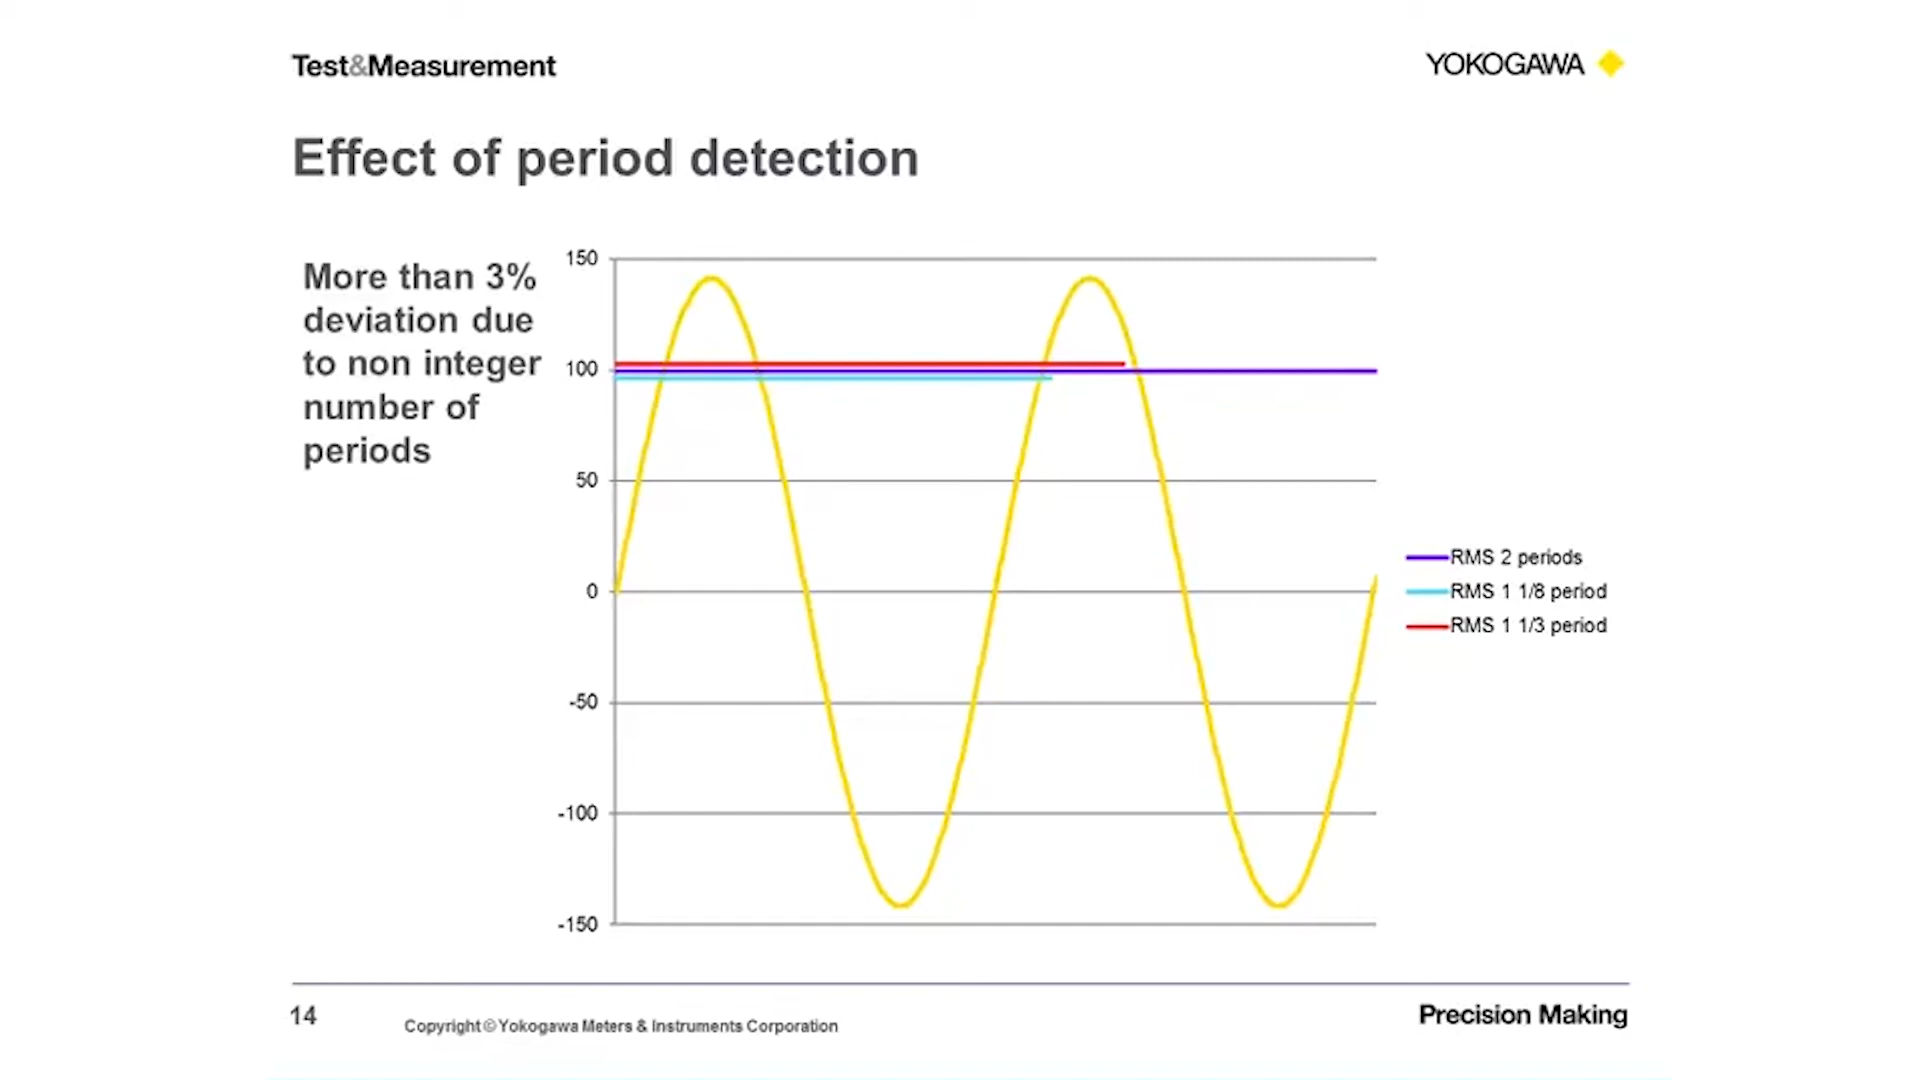 Test&Measurement
YOKOGAWA
Effect of period detection
More than 3%
deviation due
to non integer
number of
periods
150
100
50
0
-50
-100
-150
RMS 2 periods
RMS 1 1/8 period
RMS 1 1/3 period
14
Copyright © Yokogawa Meters & Instruments Corporation
Precision Making